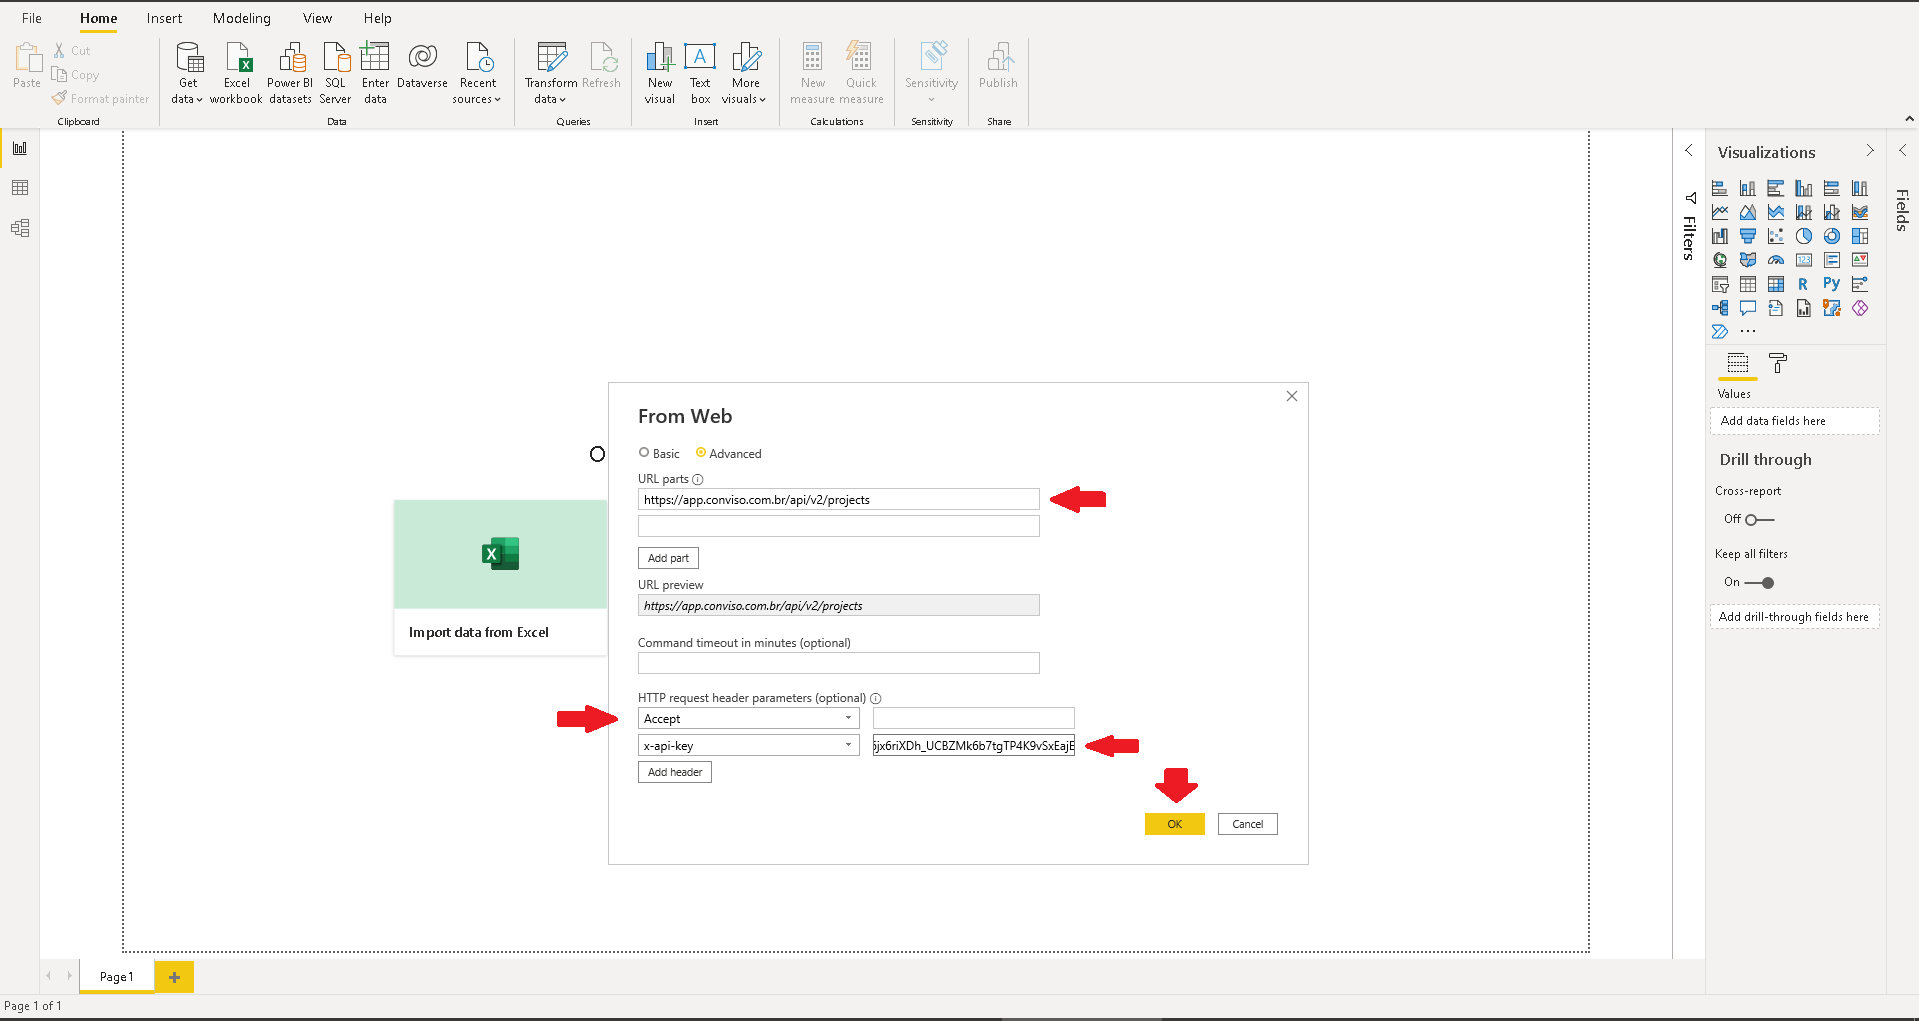 File Home Insert Modeling View Help
Paste
Cut
Copy
Format painter
Clipboard
Get data
Excel workbook
Power BI datasets
SQL Server
Enter data
Dataverse
Recent sources
Data
Transform data
Refresh
Queries
New visual
Text box
More visuals
Insert
New measure
Quick measure
Calculations
Sensitivity
Sensitivity
Publish
Share
Filters
Visualizations
Fields
123
R
Py
Values
Add data fields here
Drill through
Cross-report
Off
Keep all filters
On
Add drill-through fields here
Import data from Excel
From Web
Basic Advanced
URL parts
https://app.conviso.com.br/api/v2/projects
Add part
URL preview
https://app.conviso.com.br/api/v2/projects
Command timeout in minutes (optional)
HTTP request header parameters (optional)
Accept
x-api-key
jx6riXDh_UCBZMk6b7tgTP4K9vSxEajE
Add header
OK Cancel
Page1
Page 1 of 1